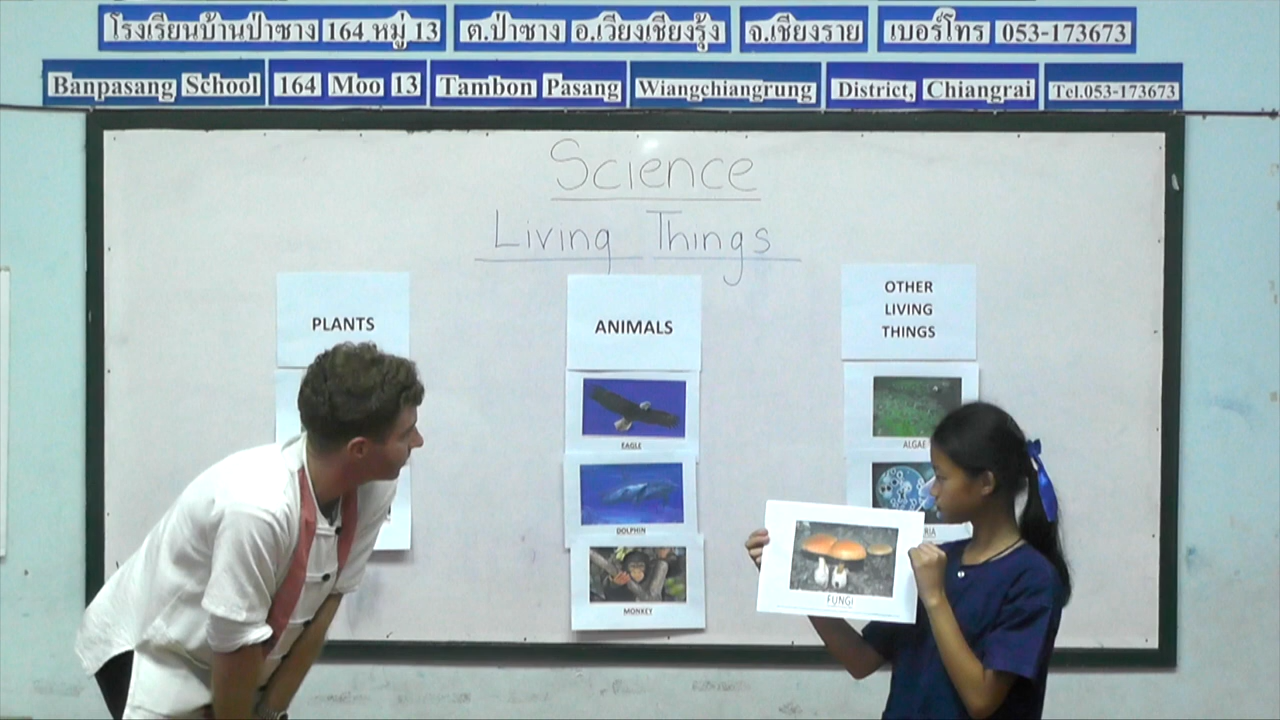 โรงเรียนบ้านป่าซาง 164 หมู่ 13 ต.ป่าซาง อ.เวียงเชียงรุ้ง จ.เชียงราย เบอร์โทร 053-173673
Banpasang School 164 Moo 13 Tambon Pasang Wiangchiangrung District, Chiangrai Tel.053-173673
Science
Living Things
PLANTS
ANIMALS
EAGLE
DOLPHIN
MONKEY
OTHER
LIVING
THINGS
ALGAE
FUNGI